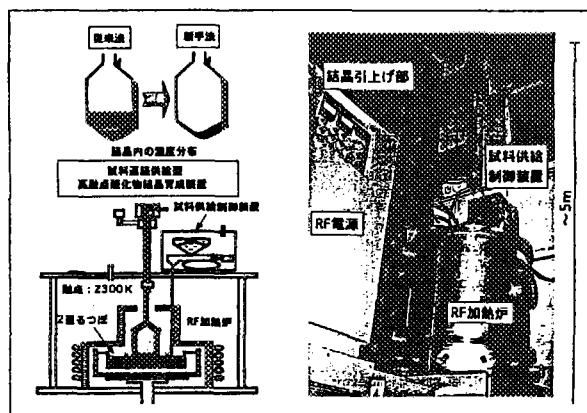 従来法
新手法
結晶内の温度分布
試料連続供給型
高融点酸化物結晶育成装置
試料供給制御装置
融点：2300K
2重るつぼ
RF加熱炉
結晶引上げ部
試料供給
制御装置
RF電源
RF加熱炉
～5m